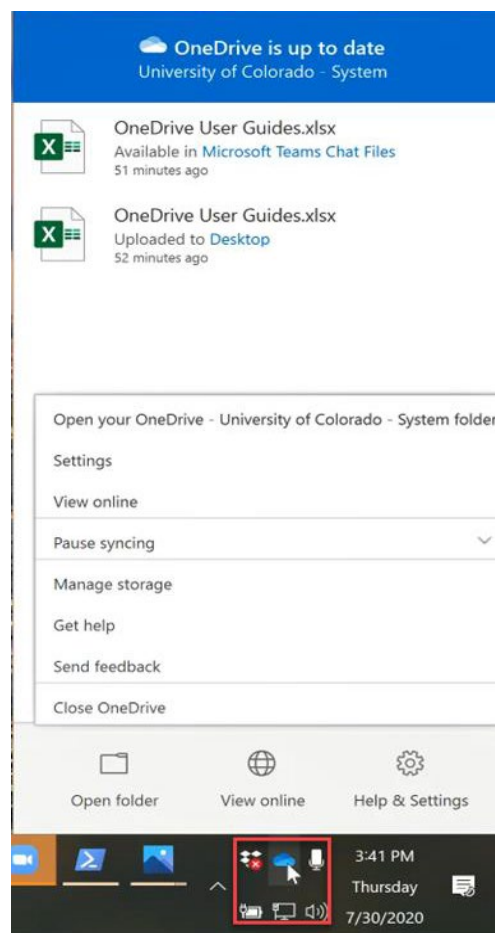 OneDrive is up to date
University of Colorado - System
OneDrive User Guides.xlsx
Available in Microsoft Teams Chat Files
51 minutes ago
OneDrive User Guides.xlsx
Uploaded to Desktop
52 minutes ago
Open your OneDrive - University of Colorado - System folder
Settings
View online
Pause syncing
Manage storage
Get help
Send feedback
Close OneDrive
Open folder
View online
Help & Settings
3:41 PM
Thursday
7/30/2020